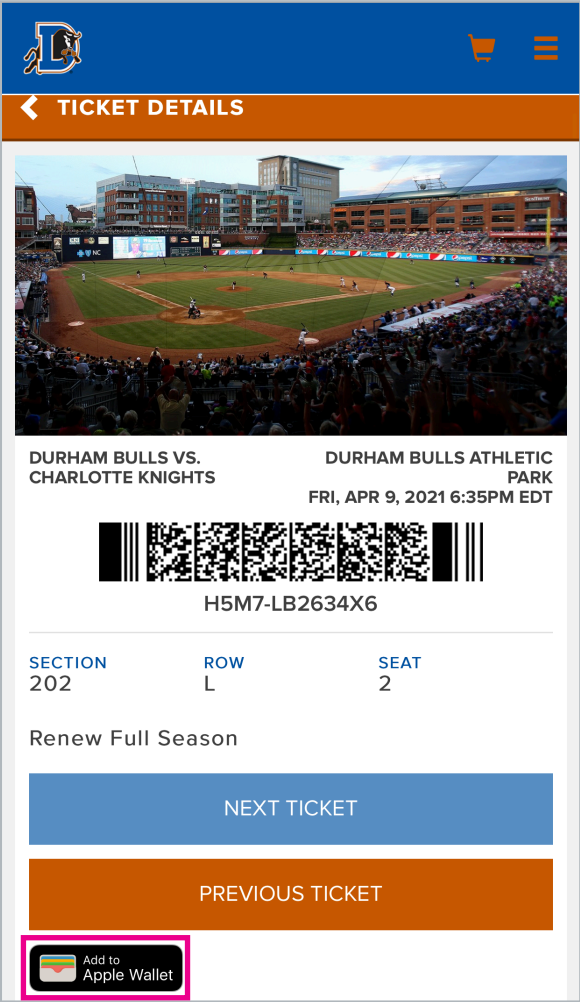 D
TICKET DETAILS
DURHAM BULLS VS.
CHARLOTTE KNIGHTS
DURHAM BULLS ATHLETIC
PARK
FRI, APR 9, 2021 6:35PM EDT
H5M7-LB2634X6
SECTION
ROW
SEAT
202
L
2
Renew Full Season
NEXT TICKET
PREVIOUS TICKET
Add to
Apple Wallet